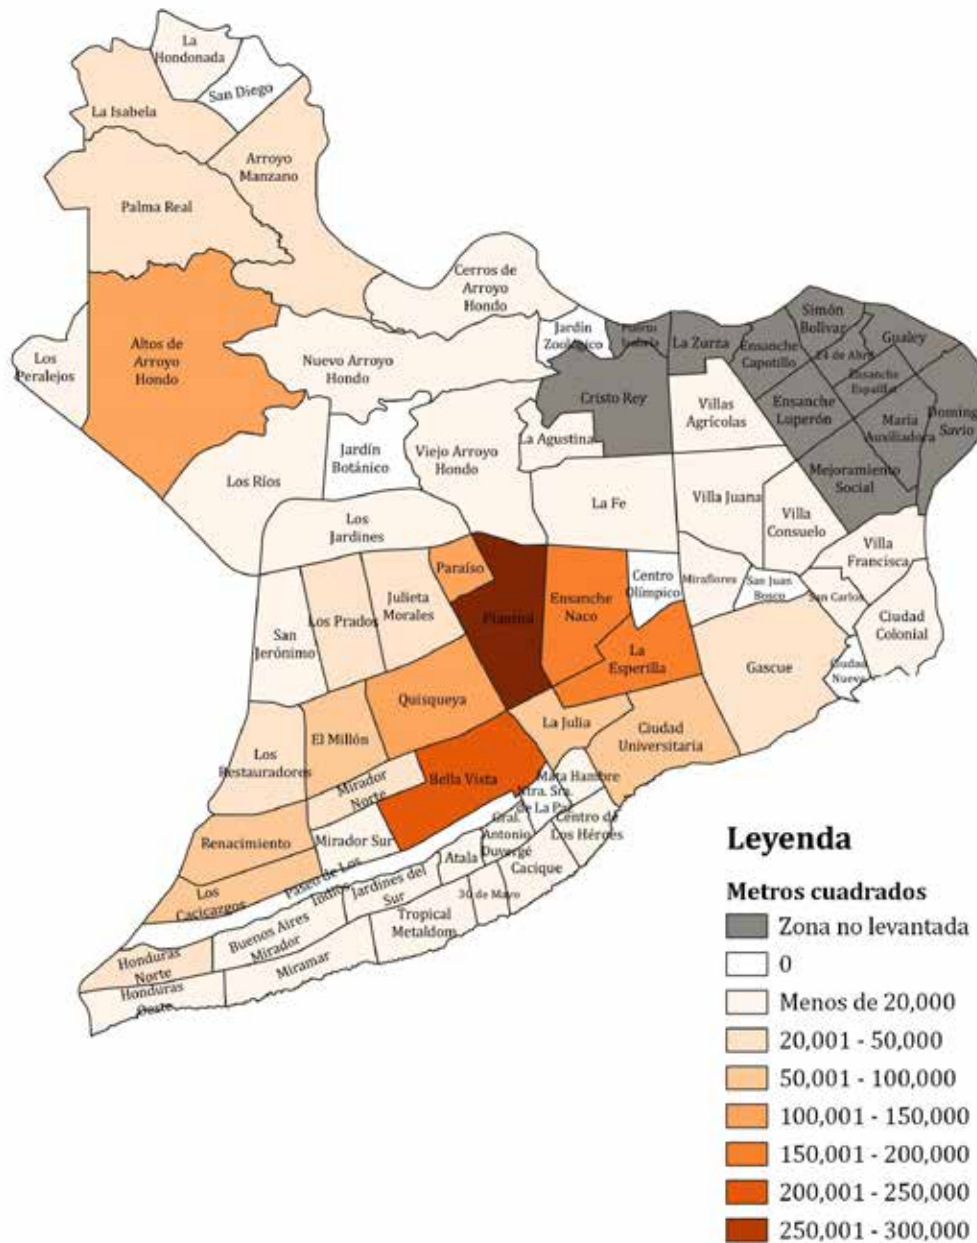 La
Hondonada
San Diego
La Isabela
Arroyo
Manzano
Palma Real
Cerros de
Arroyo
Hondo
Altos de
Arroyo
Hondo
Los
Peralejos
Nuevo Arroyo
Hondo
Jardín
Zoológico
La Zurza
Simón
Bolívar
Gualey
Ensanche
Capotillo
24 de Abril
Ensanche
Espaillat
Cristo Rey
Villas
Agrícolas
Ensanche
Luperón
María
Auxiliadora
Domingo
Savio
La Agustina
Viejo Arroyo
Hondo
Jardín
Botánico
Los Ríos
Mejoramiento
Social
La Fe
Villa Juana
Villa
Consuelo
Los
Jardines
Villa
Francisca
Paraíso
Centro
Olímpico
Miraflores
San Juan
Bosco
San Carlos
Ciudad
Colonial
Julieta
Morales
Los Prados
San
Jerónimo
Piantini
Ensanche
Naco
La
Esperilla
Gascue
Ciudad
Nueva
Quisqueya
La Julia
Ciudad
Universitaria
El Millón
Los
Restauradores
Bella Vista
Mirador
Norte
Mata Hambre
Ntra. Sra.
de La Paz
Renacimiento
Mirador Sur
Gral.
Antonio
Duvergé
Centro de
Los Héroes
Atala
Cacique
Paseo de Los
Indios
Jardines del
Sur
30 de Mayo
Los
Cacicazgos
Buenos Aires
Mirador
Tropical
Metaldom
Honduras
Norte
Miramar
Honduras
Oeste
Leyenda
Metros cuadrados
Zona no levantada
0
Menos de 20,000
20,001 - 50,000
50,001 - 100,000
100,001 - 150,000
150,001 - 200,000
200,001 - 250,000
250,001 - 300,000